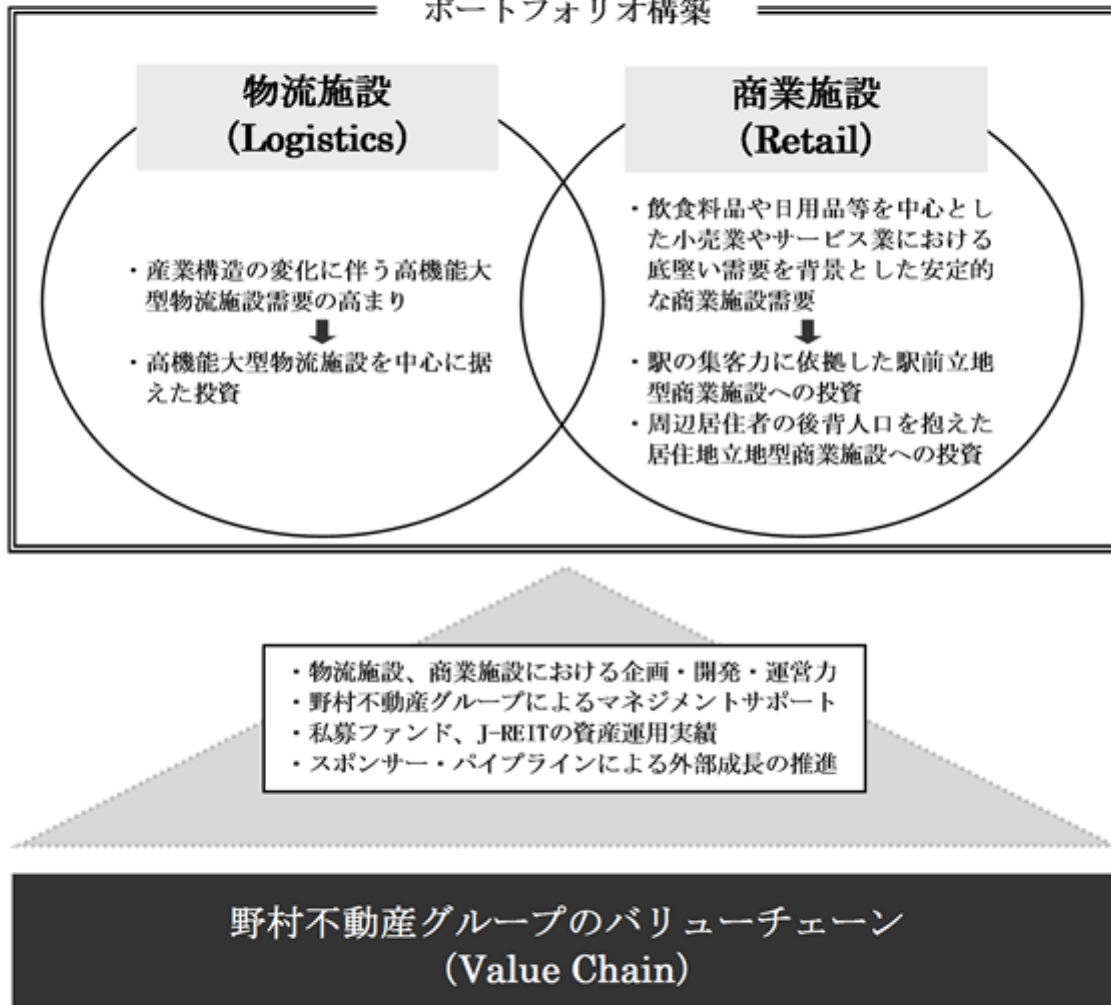 ポートフォリオ構築
物流施設
(Logistics)
・産業構造の変化に伴う高機能大
型物流施設需要の高まり
・高機能大型物流施設を中心に据
えた投資
商業施設
(Retail)
・飲食料品や日用品等を中心とし
た小売業やサービス業における
底堅い需要を背景とした安定的
な商業施設需要
・駅の集客力に依拠した駅前立地
型商業施設への投資
・周辺居住者の後背人口を抱えた
居住地立地型商業施設への投資
・物流施設、商業施設における企画・開発・運営力
・野村不動産グループによるマネジメントサポート
・私募ファンド、J-REITの資産運用実績
・スポンサー・パイプラインによる外部成長の推進
野村不動産グループのバリューチェーン
(Value Chain)